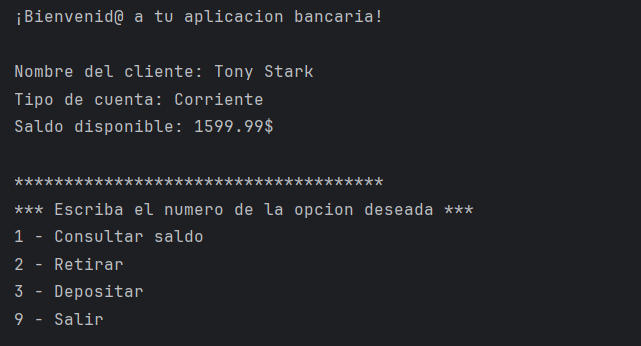 ¡Bienvenid@ a tu aplicacion bancaria!
Nombre del cliente: Tony Stark
Tipo de cuenta: Corriente
Saldo disponible: 1599.99$
*************************************
*** Escriba el numero de la opcion deseada ***
1 - Consultar saldo
2 - Retirar
3 - Depositar
9 - Salir